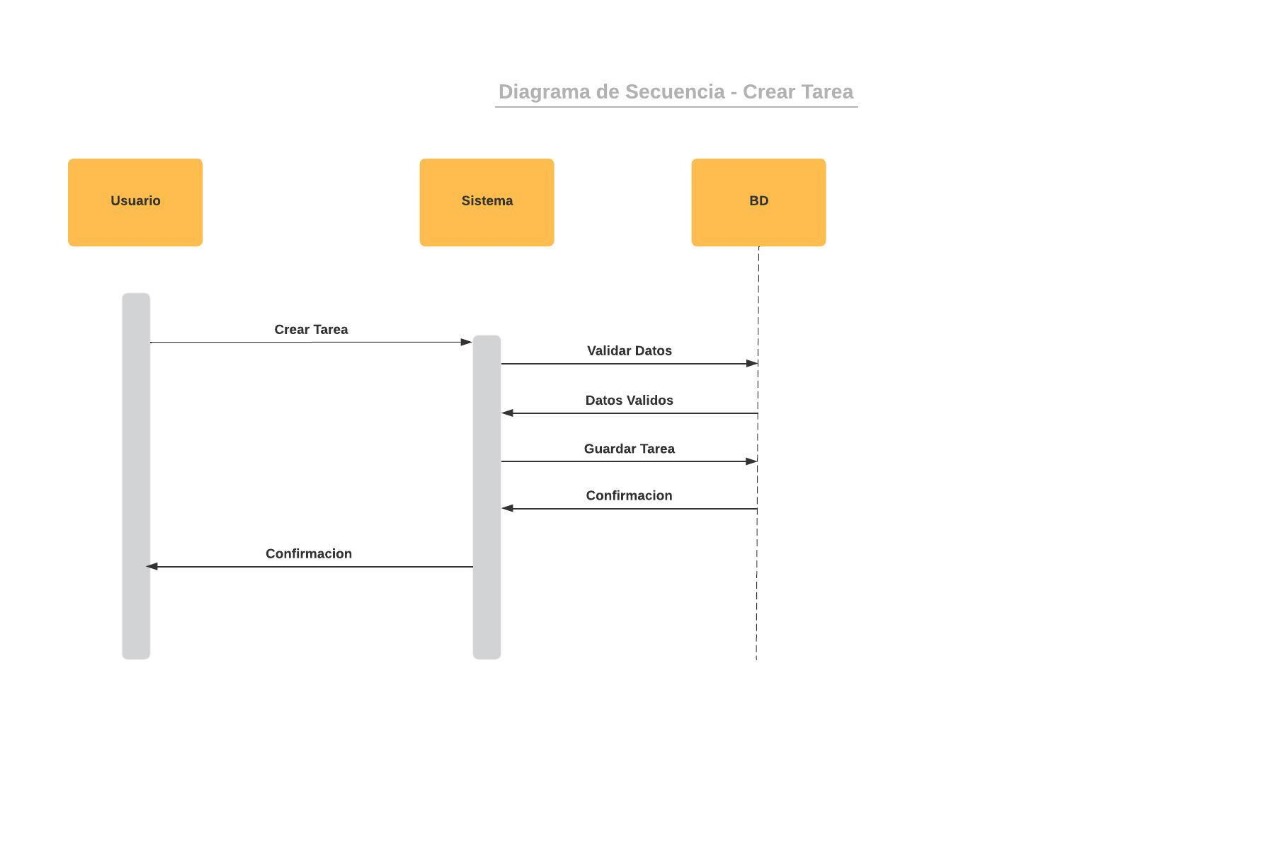 Diagrama de Secuencia - Crear Tarea
Usuario
Sistema
BD
Crear Tarea
Validar Datos
Datos Validos
Guardar Tarea
Confirmacion
Confirmacion